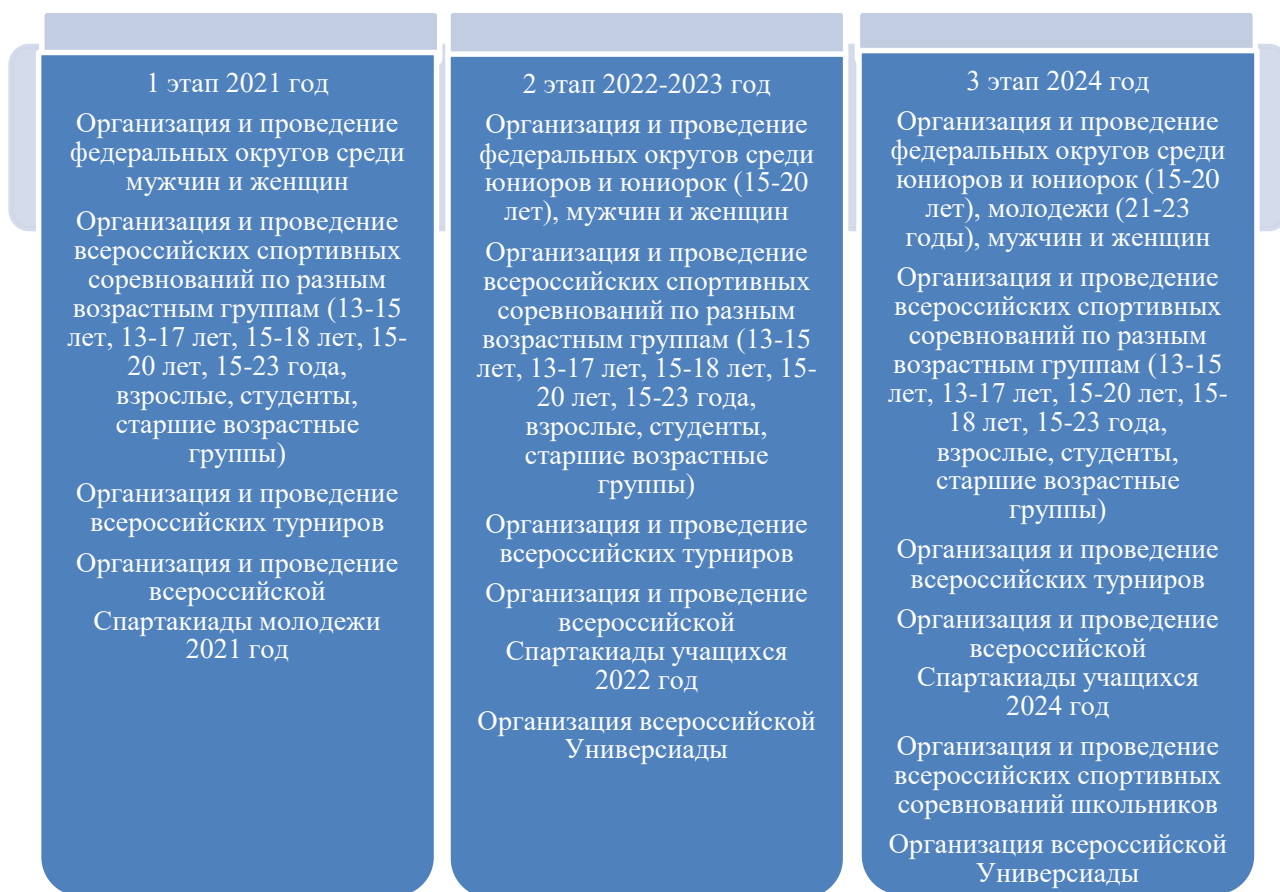 1 этап 2021 год
Организация и проведение
федеральных округов среди
мужчин и женщин
Организация и проведение
всероссийских спортивных
соревнований по разным
возрастным группам (13-15
лет, 13-17 лет, 15-18 лет, 15-
20 лет, 15-23 года,
взрослые, студенты,
старшие возрастные
группы)
Организация и проведение
всероссийских турниров
Организация и проведение
всероссийской
Спартакиады молодежи
2021 год
2 этап 2022-2023 год
Организация и проведение
федеральных округов среди
юниоров и юниорок (15-20
лет), мужчин и женщин
Организация и проведение
всероссийских спортивных
соревнований по разным
возрастным группам (13-15
лет, 13-17 лет, 15-18 лет, 15-
20 лет, 15-23 года,
взрослые, студенты,
старшие возрастные
группы)
Организация и проведение
всероссийских турниров
Организация и проведение
всероссийской
Спартакиады учащихся
2022 год
Организация всероссийской
Универсиады
3 этап 2024 год
Организация и проведение
федеральных округов среди
юниоров и юниорок (15-20
лет), молодежи (21-23
годы), мужчин и женщин
Организация и проведение
всероссийских спортивных
соревнований по разным
возрастным группам (13-15
лет, 13-17 лет, 15-20 лет, 15-
18 лет, 15-23 года,
взрослые, студенты,
старшие возрастные
группы)
Организация и проведение
всероссийских турниров
Организация и проведение
всероссийской
Спартакиады учащихся
2024 год
Организация и проведение
всероссийских спортивных
соревнований школьников
Организация всероссийской
Универсиады